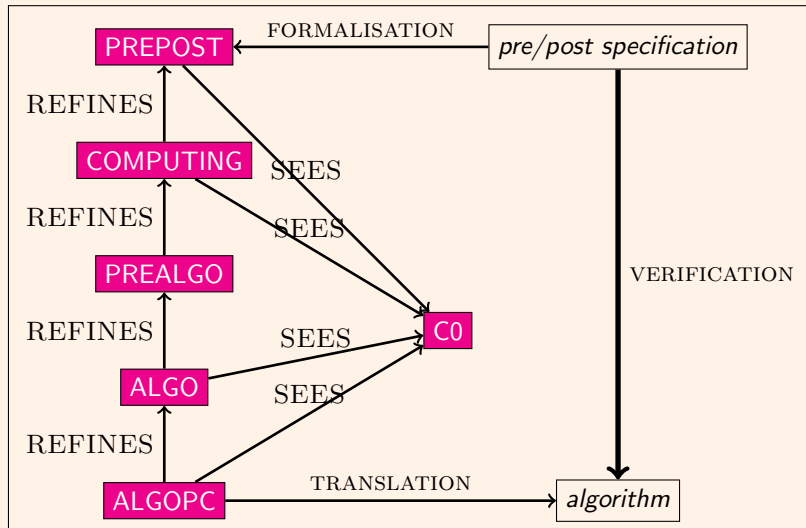 PREPOST
FORMALISATION
pre/post specification
REFINES
COMPUTING
SEES
REFINES
SEES
PREALGO
VERIFICATION
REFINES
SEES
C0
ALGO
SEES
REFINES
ALGOPC
TRANSLATION
algorithm